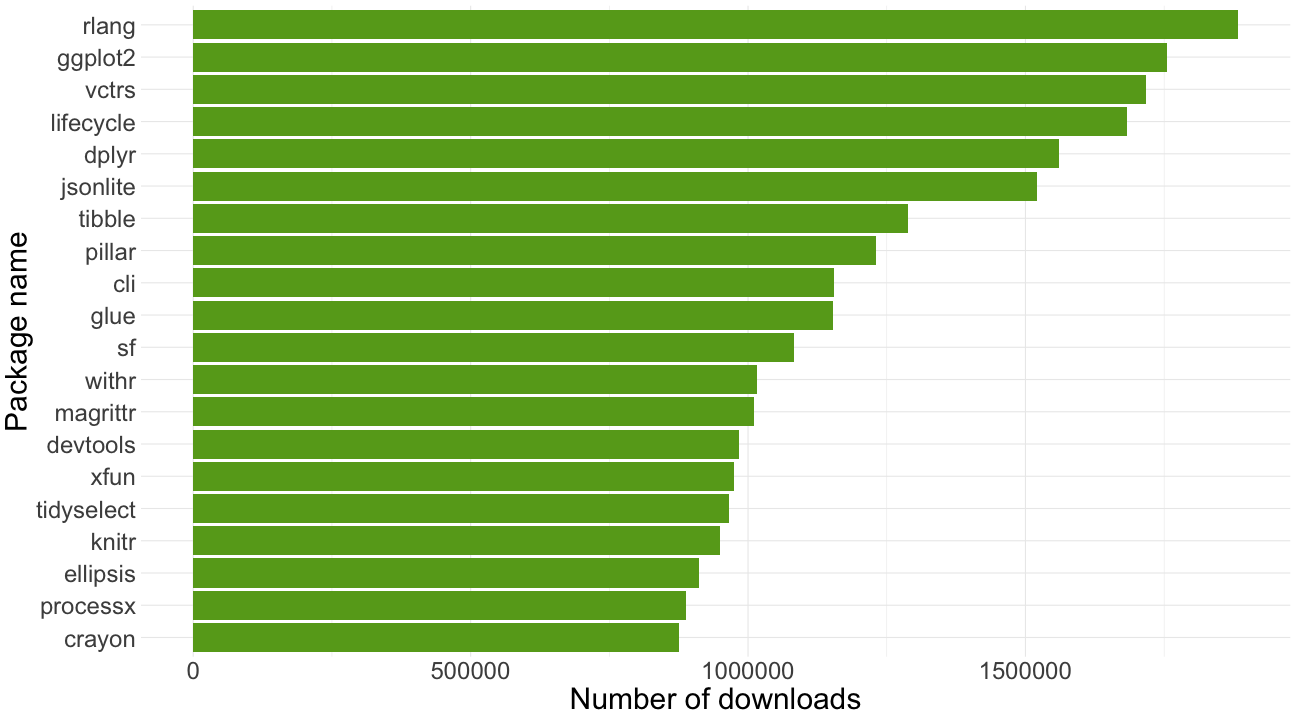 Package name
rlang
ggplot2
vctrs
lifecycle
dplyr
jsonlite
tibble
pillar
cli
glue
sf
withr
magrittr
devtools
xfun
tidyselect
knitr
ellipsis
processx
crayon
0 500000 1000000 1500000
Number of downloads